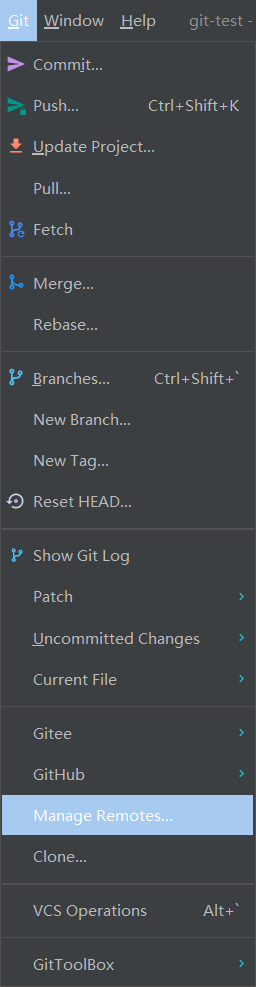 Git Window Help git-test -
Commit...
Push... Ctrl+Shift+K
Update Project...
Pull...
Fetch
Merge...
Rebase...
Branches... Ctrl+Shift+`
New Branch...
New Tag...
Reset HEAD...
Show Git Log
Patch
Uncommitted Changes
Current File
Gitee
GitHub
Manage Remotes...
Clone...
VCS Operations Alt+`
GitToolBox